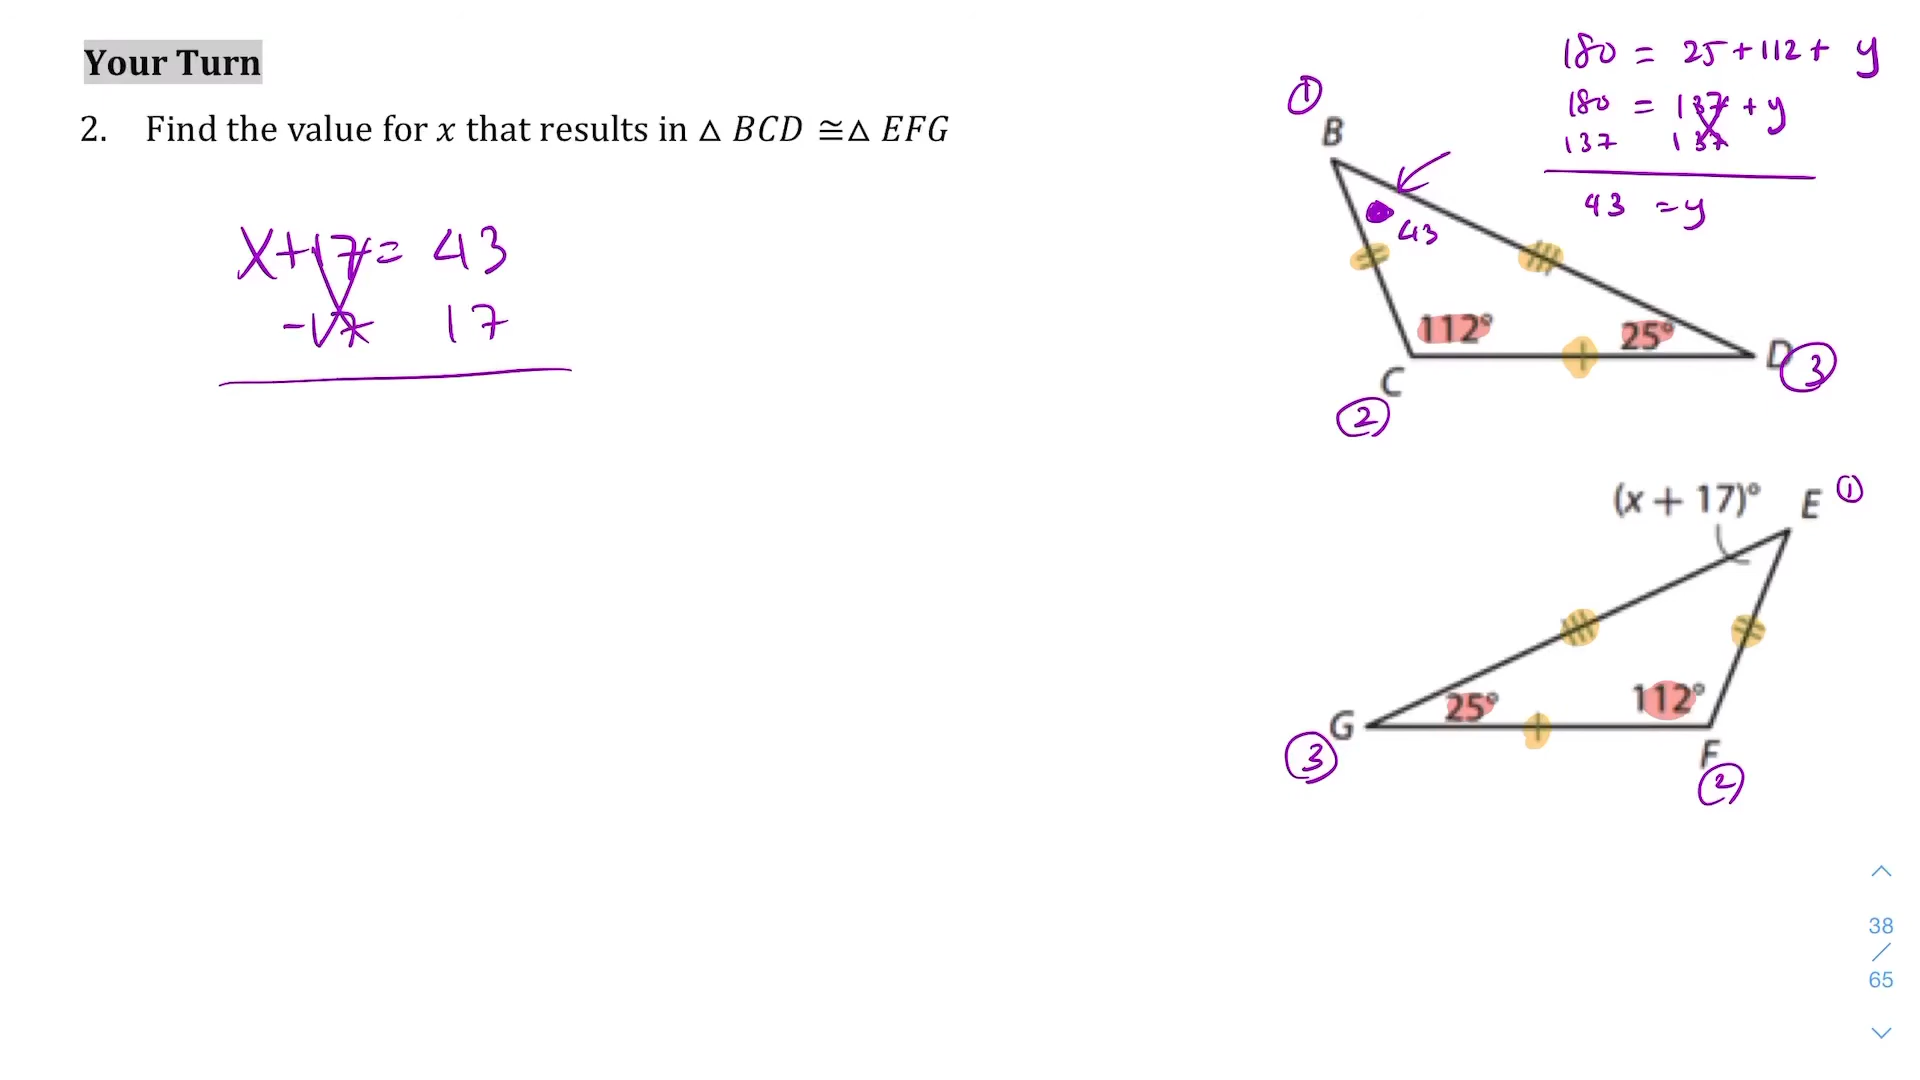 Your Turn
2. Find the value for x that results in △ BCD ≅△ EFG
x+17= 43
-17 17
180 = 25+112+ y
180 = 137 + y
137 137
43 =y
①
B
43
112°
25°
D ③
C
②
(x + 17)° E ①
25°
112°
G
③
F
②
38
/
65